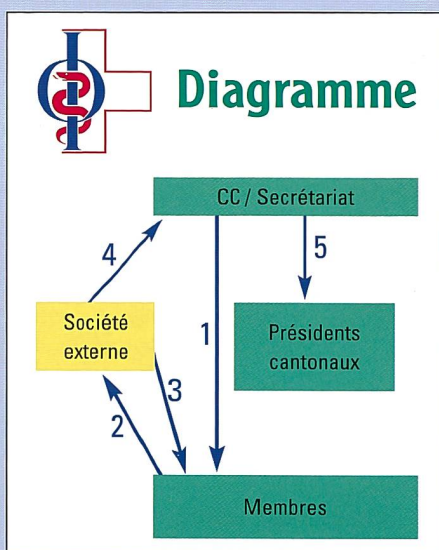 Diagramme
CC / Secrétariat
4
5
Société
externe
1
Présidents
cantonaux
3
2
Membres